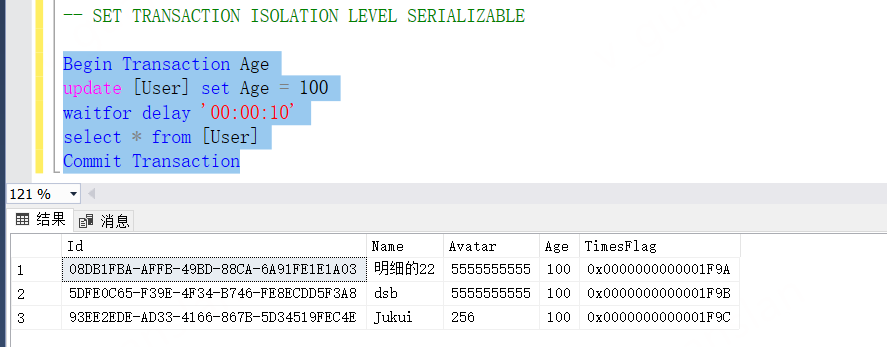 -- SET TRANSACTION ISOLATION LEVEL SERIALIZABLE
Begin Transaction Age
update [User] set Age = 100
waitfor delay '00:00:10'
select * from [User]
Commit Transaction
121 %
结果 消息
Id Name Avatar Age TimesFlag
1 08DB1FBA-AFFB-49BD-88CA-6A91FE1E1A03 明细的22 5555555555 100 0x0000000000001F9A
2 5DFE0C65-F39E-4F34-B746-FE8ECDD5F3A8 dsb 5555555555 100 0x0000000000001F9B
3 93EE2EDE-AD33-4166-867B-5D34519FEC4E Jukui 256 100 0x0000000000001F9C